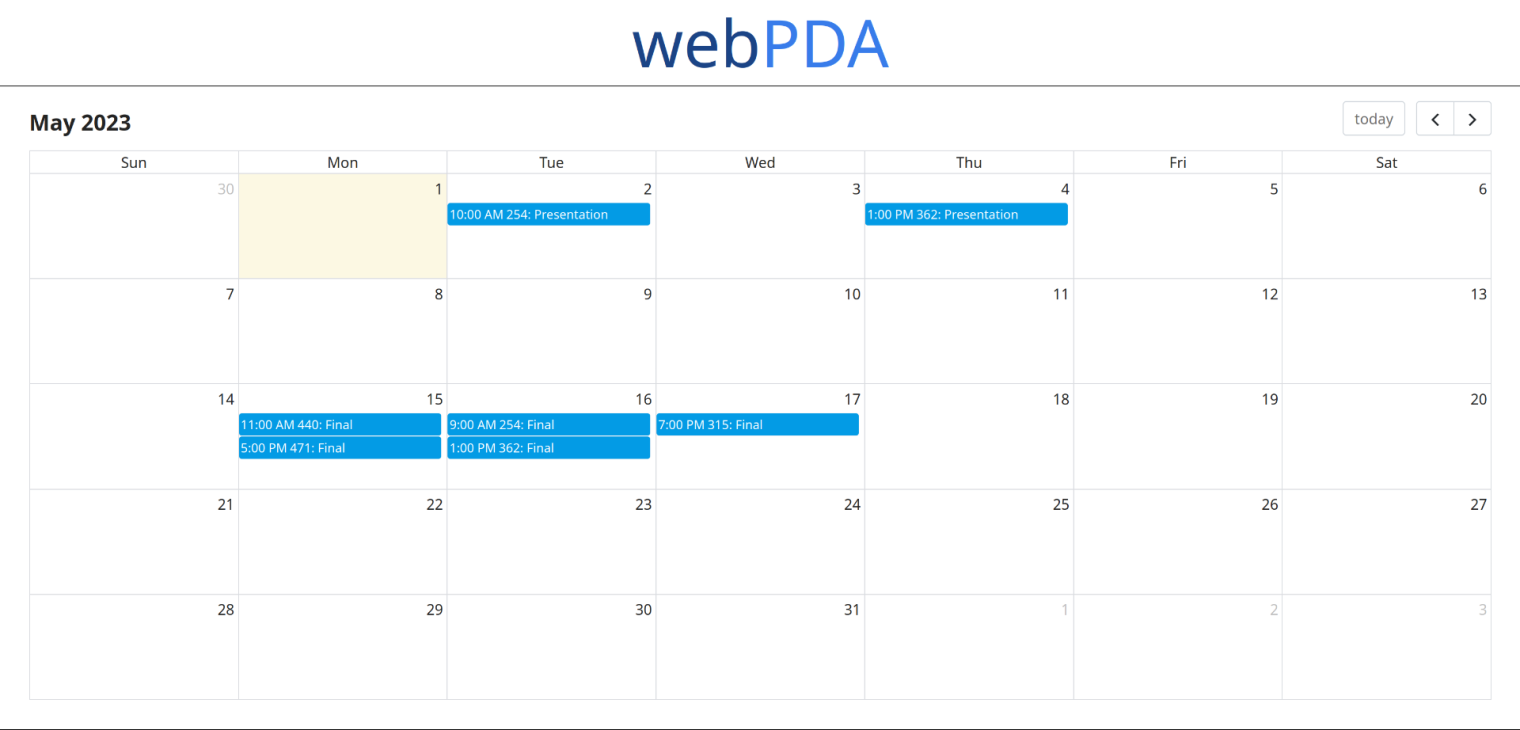 webPDA
May 2023
today
Sun Mon Tue Wed Thu Fri Sat
30 1 2 3 4 5 6
10:00 AM 254: Presentation 1:00 PM 362: Presentation
7 8 9 10 11 12 13
14 15 16 17 18 19 20
11:00 AM 440: Final 9:00 AM 254: Final 7:00 PM 315: Final
5:00 PM 471: Final 1:00 PM 362: Final
21 22 23 24 25 26 27
28 29 30 31 1 2 3